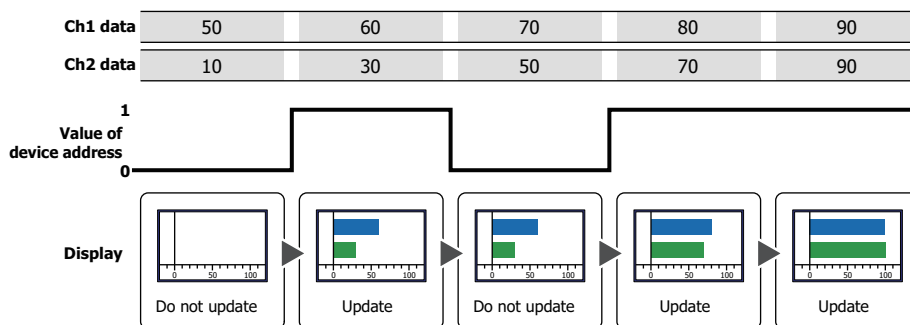 Ch1 data 50 60 70 80 90
Ch2 data 10 30 50 70 90
1
Value of
device address
0
Display
0 50 100 0 50 100 0 50 100 0 50 100 0 50 100
Do not update Update Do not update Update Update